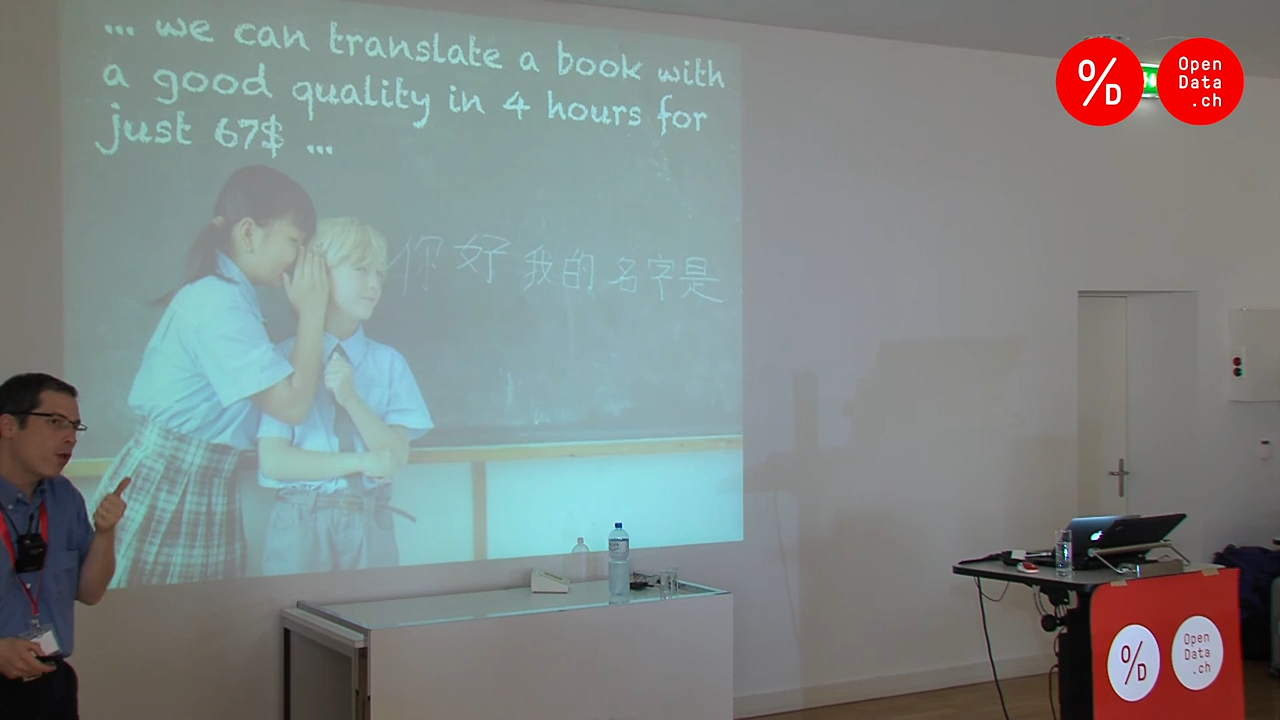 ... we can translate a book with
a good quality in 4 hours for
just 67$ ...
你好 我的名字是
%
Open
Data
.ch
%
Open
Data
.ch